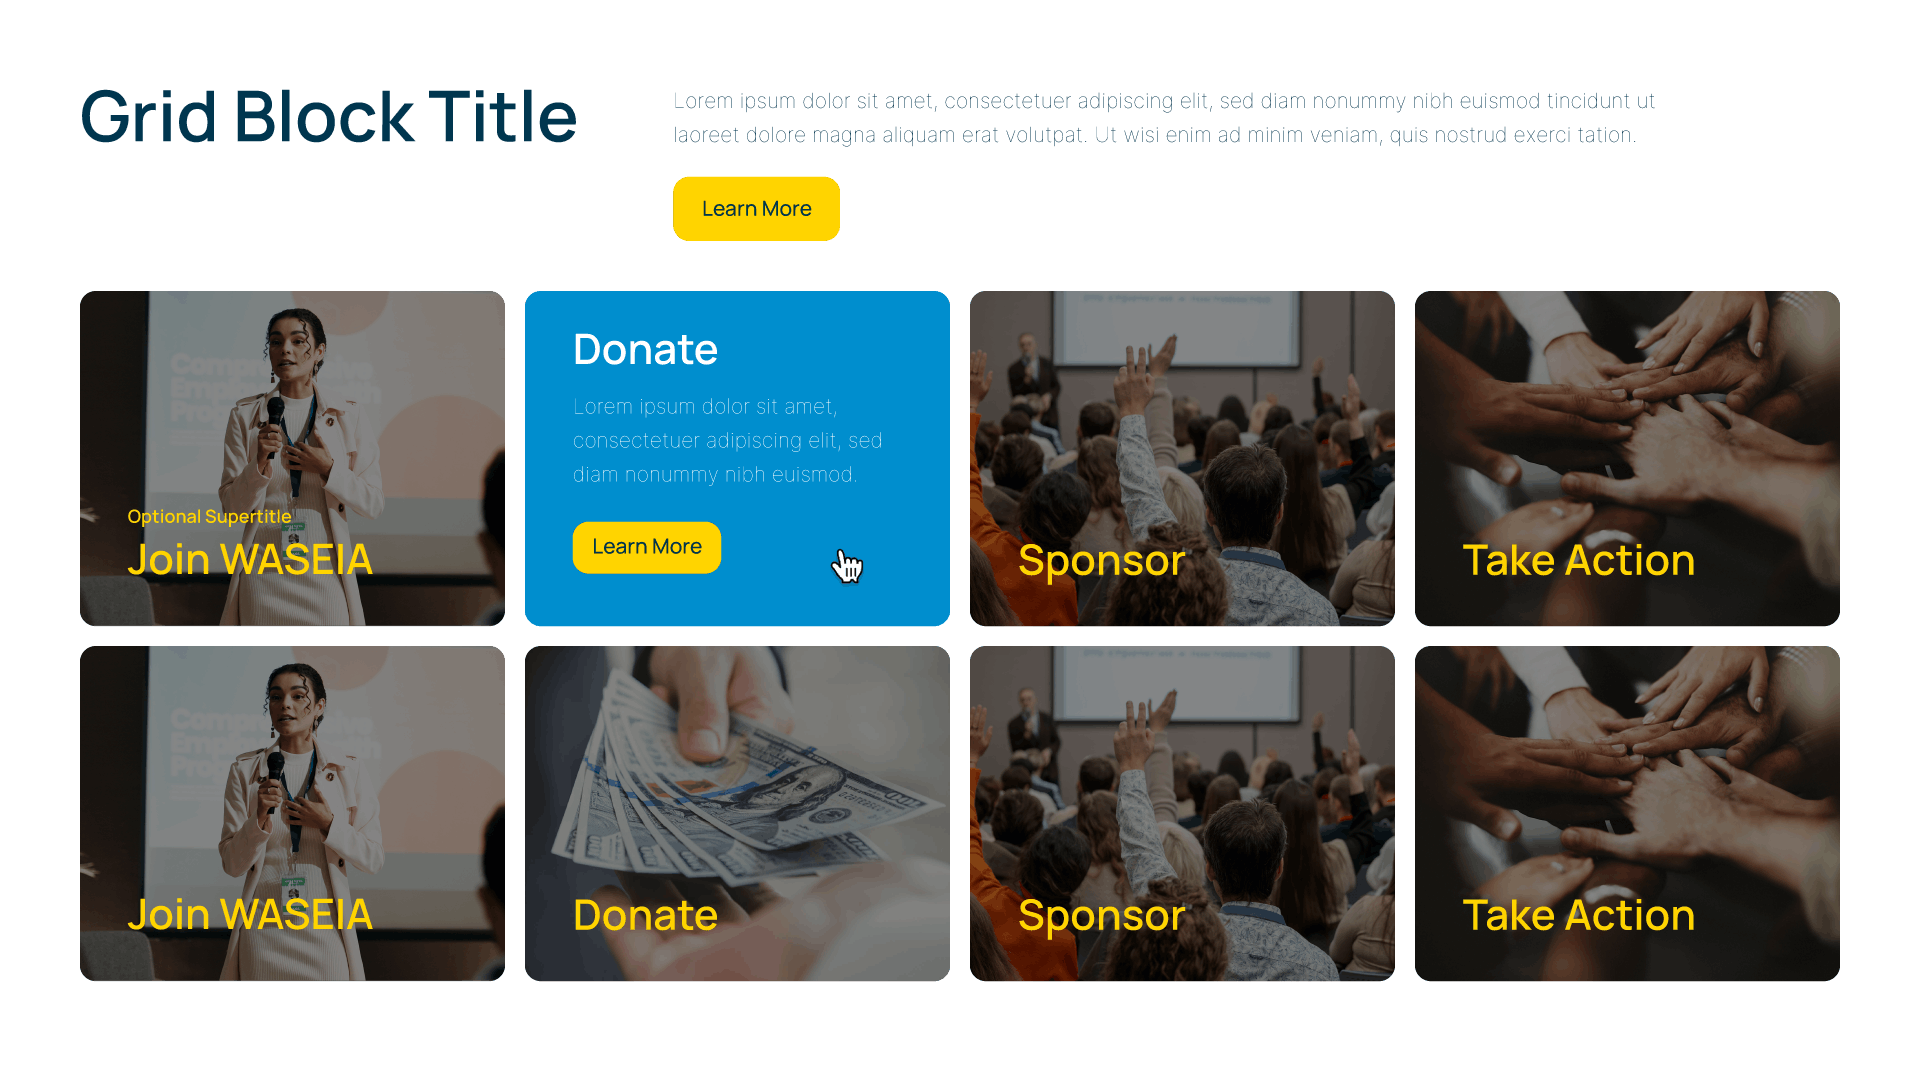 Grid Block Title
Lorem ipsum dolor sit amet, consectetuer adipiscing elit, sed diam nonummy nibh euismod tincidunt ut
laoreet dolore magna aliquam erat volutpat. Ut wisi enim ad minim veniam, quis nostrud exerci tation.
Learn More
Optional Supertitle
Join WASEIA
Donate
Lorem ipsum dolor sit amet,
consectetuer adipiscing elit, sed
diam nonummy nibh euismod.
Learn More
Sponsor
Take Action
Join WASEIA
Donate
Sponsor
Take Action